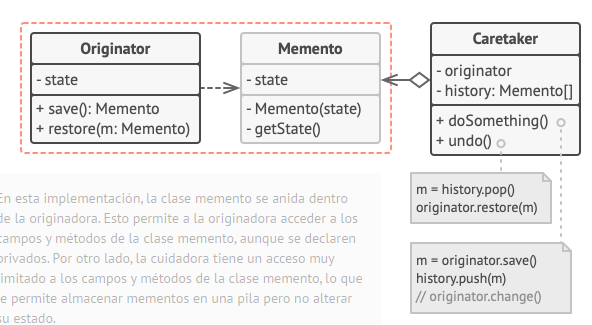 Originator
- state
+ save(): Memento
+ restore(m: Memento)
Memento
- state
- Memento(state)
- getState()
Caretaker
- originator
- history: Memento[]
+ doSomething()
+ undo()
m = history.pop()
originator.restore(m)
m = originator.save()
history.push(m)
// originator.change()
En esta implementación, la clase memento se anida dentro
de la originadora. Esto permite a la originadora acceder a los
campos y métodos de la clase memento, aunque se declaren
privados. Por otro lado, la cuidadora tiene un acceso muy
limitado a los campos y métodos de la clase memento, lo que
le permite almacenar mementos en una pila pero no alterar
su estado.